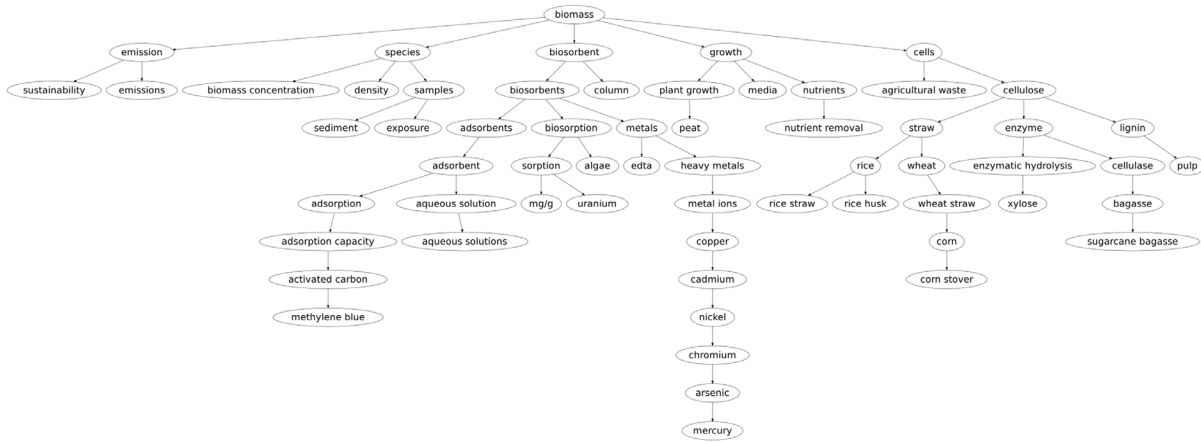 biomass
emission species biosorbent growth cells
sustainability emissions biomass concentration density samples biosorbents column plant growth media nutrients agricultural waste cellulose
sediment exposure adsorbents biosorption metals peat nutrient removal straw enzyme lignin
adsorbent sorption algae edta heavy metals rice wheat enzymatic hydrolysis cellulase pulp
adsorption aqueous solution mg/g uranium metal ions rice straw rice husk wheat straw xylose bagasse
adsorption capacity aqueous solutions copper corn sugarcane bagasse
activated carbon cadmium corn stover
methylene blue nickel
chromium
arsenic
mercury